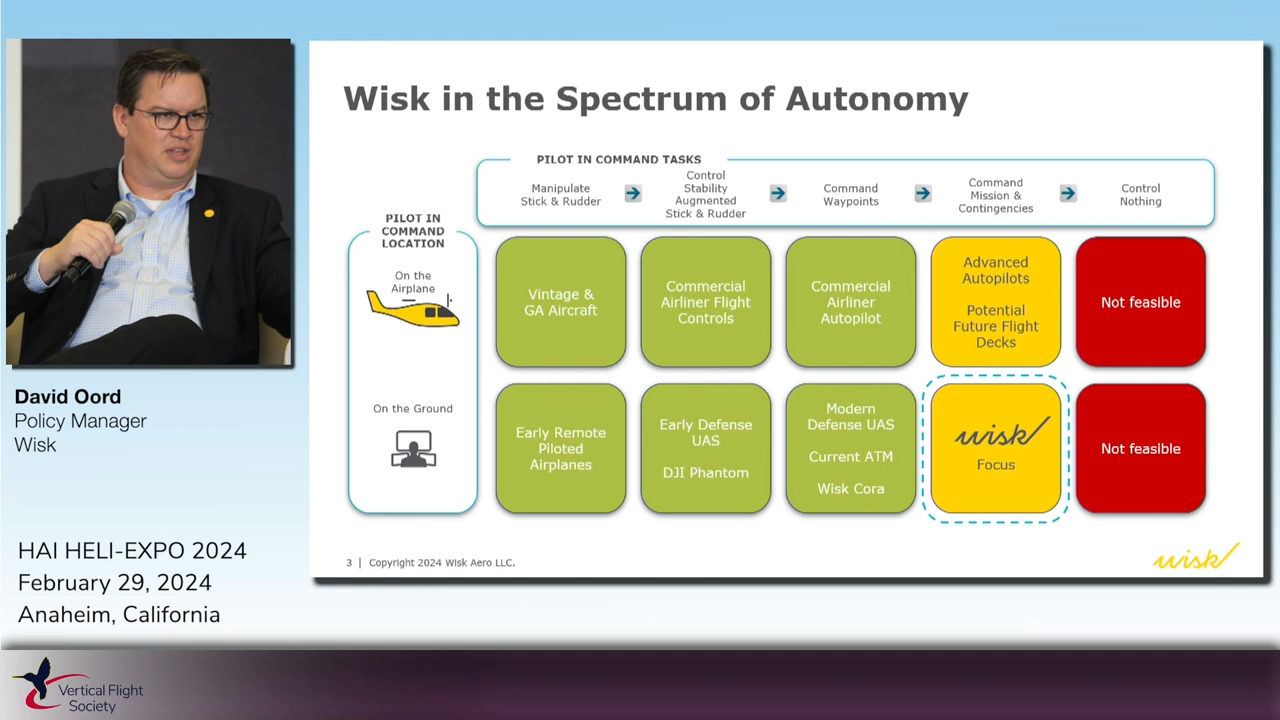 Wisk in the Spectrum of Autonomy
PILOT IN COMMAND TASKS
Manipulate
Stick & Rudder
Control
Stability
Augmented
Stick & Rudder
Command
Waypoints
Command
Mission &
Contingencies
Control
Nothing
PILOT IN
COMMAND
LOCATION
On the
Airplane
Vintage &
GA Aircraft
Commercial
Airliner Flight
Controls
Commercial
Airliner
Autopilot
Advanced
Autopilots
Potential
Future Flight
Decks
Not feasible
On the Ground
Early Remote
Piloted
Airplanes
Early Defense
UAS
DJI Phantom
Modern
Defense UAS
Current ATM
Wisk Cora
wisk
Focus
Not feasible
3 | Copyright 2024 Wisk Aero LLC.
wisk
David Oord
Policy Manager
Wisk
HAI HELI-EXPO 2024
February 29, 2024
Anaheim, California
Vertical Flight
Society